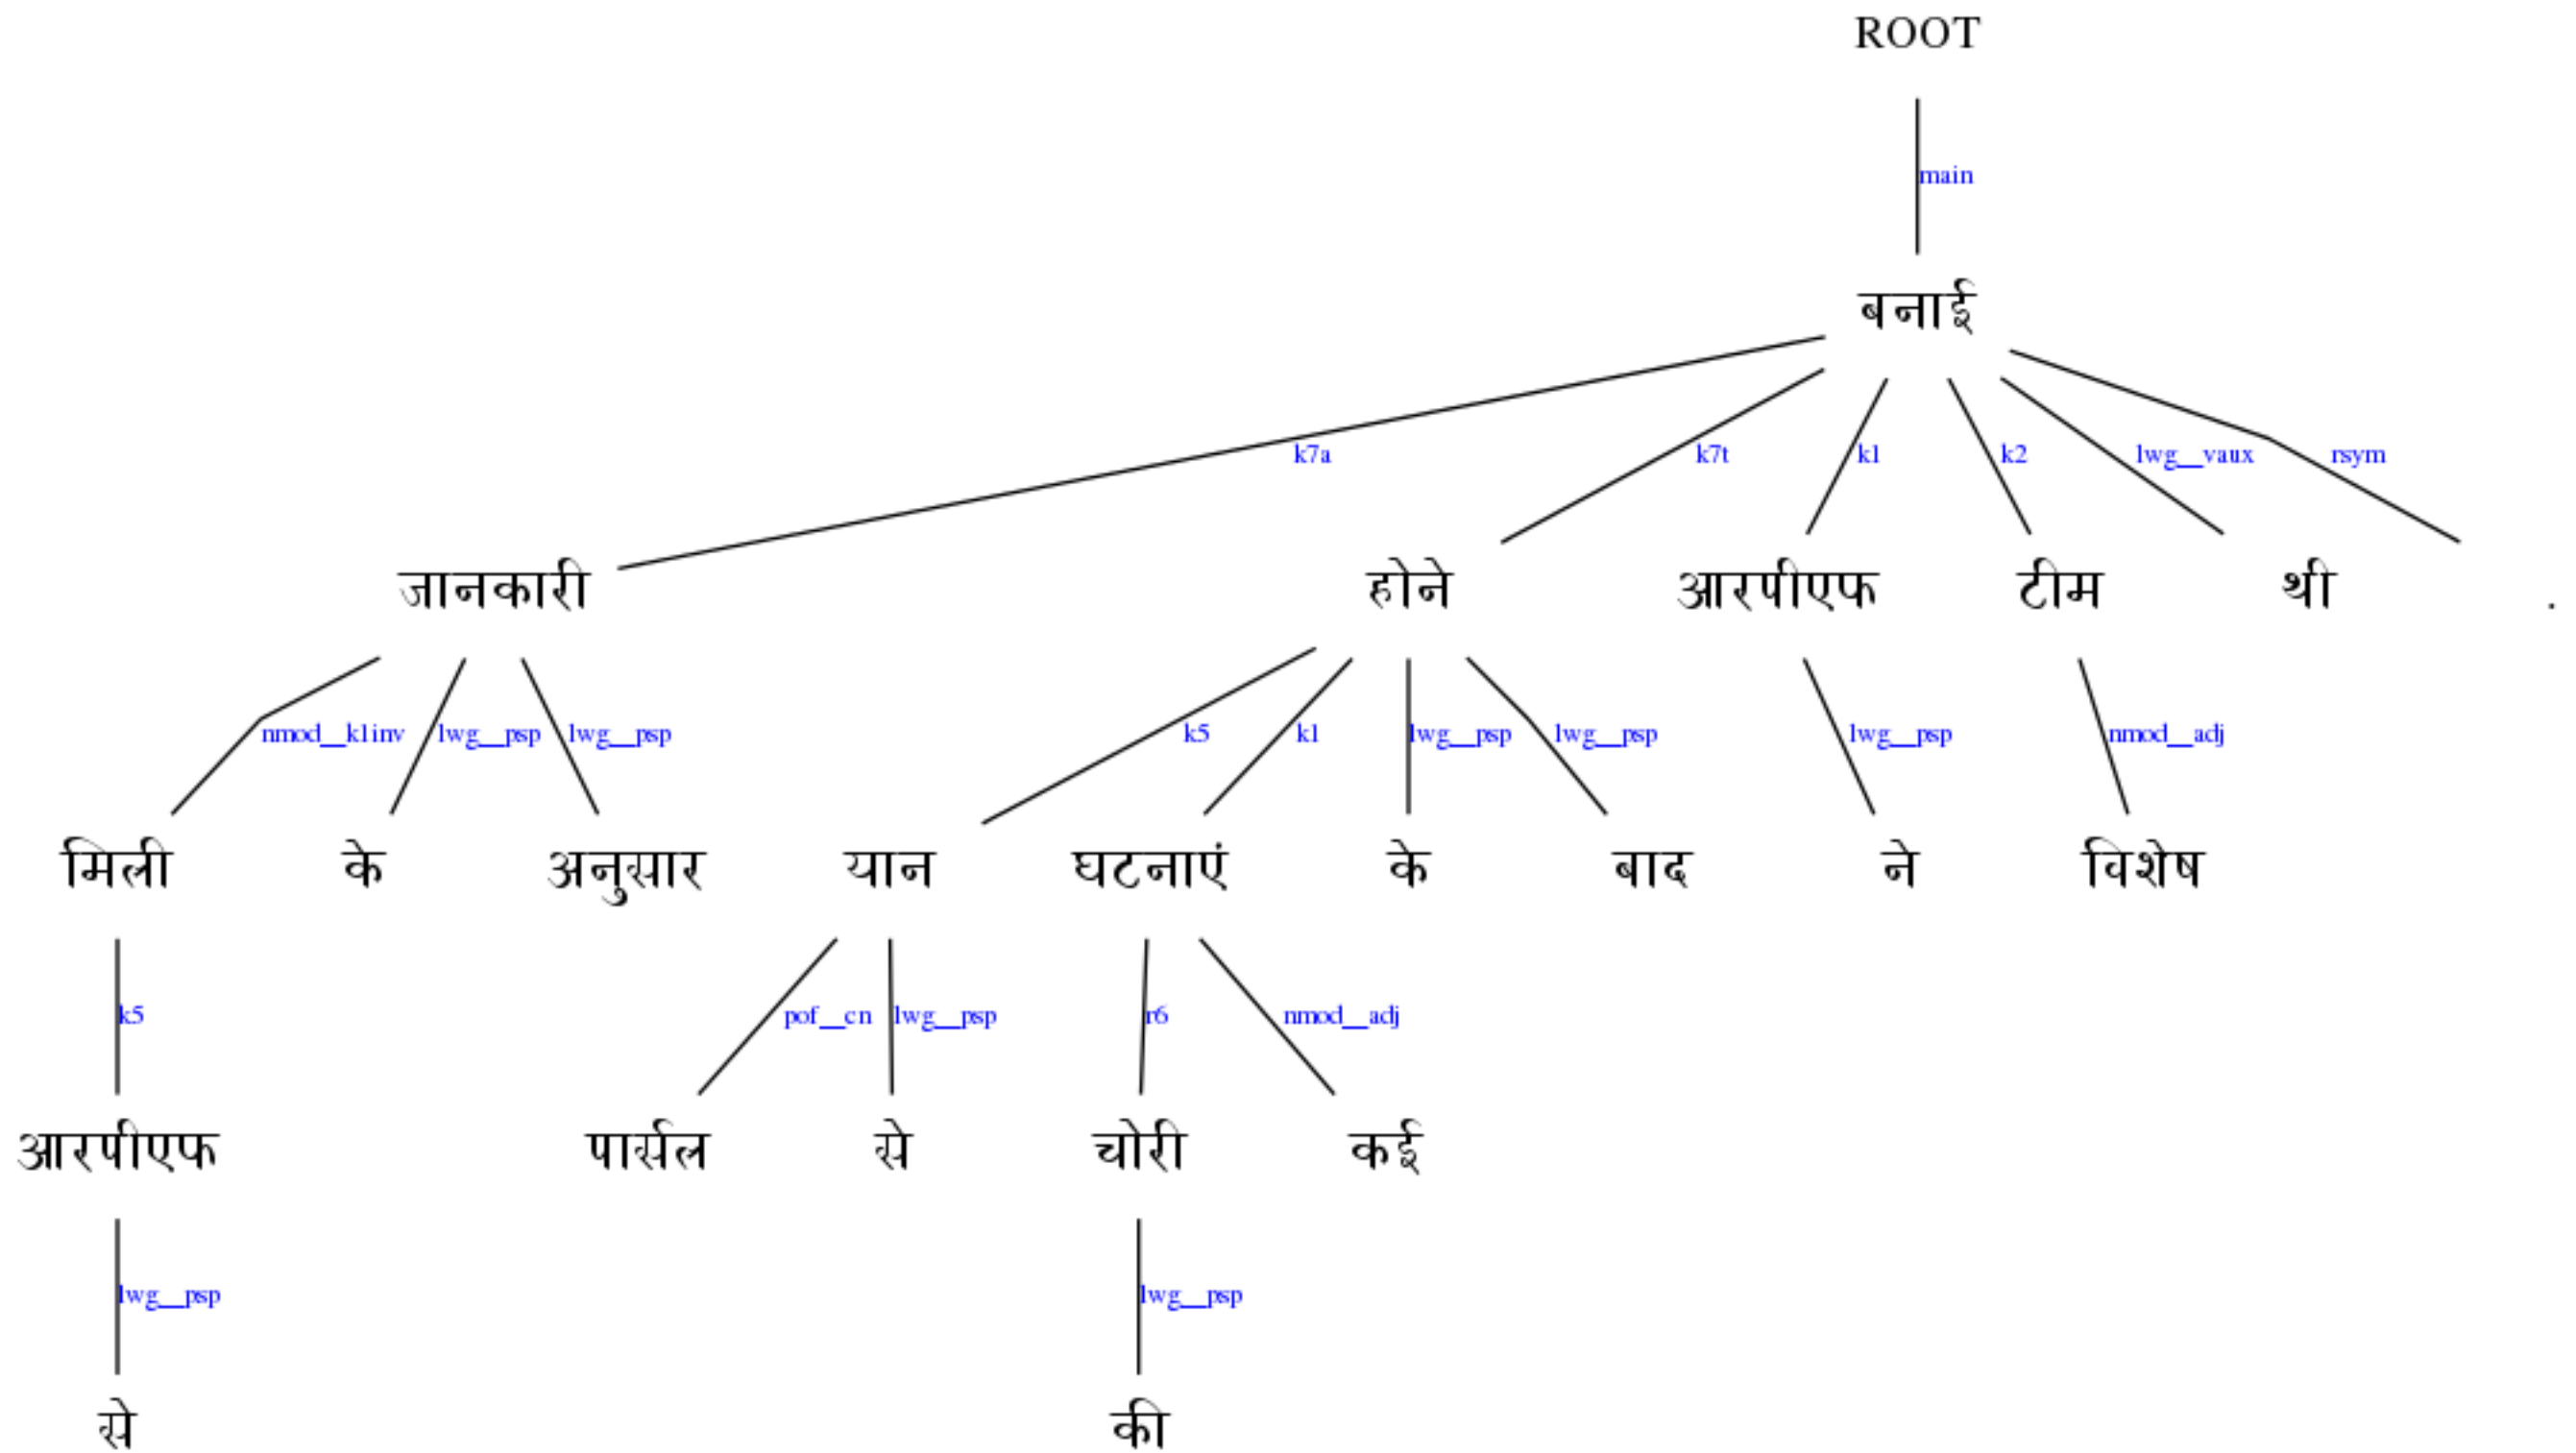 ROOT
main
बनाई
k7a k7t k1 k2 lwg__vaux rsym
जानकारी होने आरपीएफ टीम थी .
nmod__k1inv lwg__psp lwg__psp k5 k1 lwg__psp lwg__psp lwg__psp nmod__adj
मिली के अनुसार यान घटनाएं के बाद ने विशेष
k5 pof__cn lwg__psp r6 nmod__adj
आरपीएफ पार्सल से चोरी कई
lwg__psp lwg__psp
से की